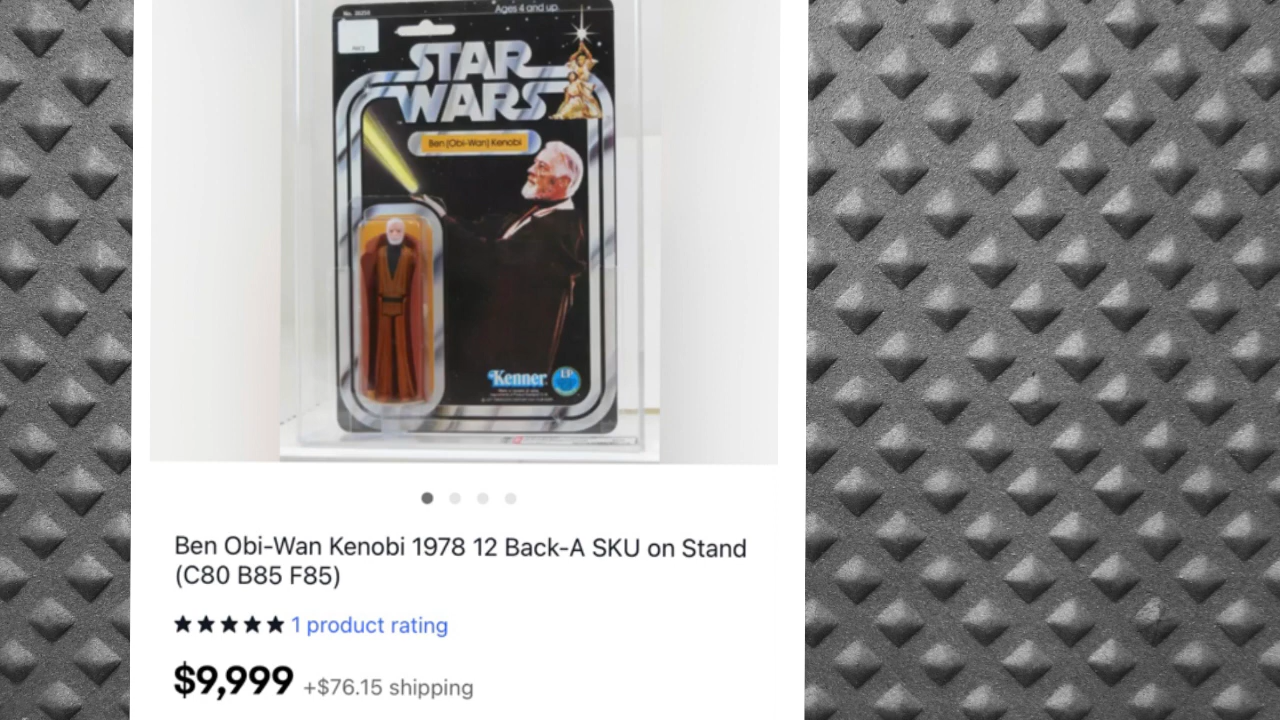 Ages 4 and up
STAR
WARS
Ben (Obi-Wan) Kenobi
Kenner
Ben Obi-Wan Kenobi 1978 12 Back-A SKU on Stand
(C80 B85 F85)
1 product rating
$9,999 +$76.15 shipping